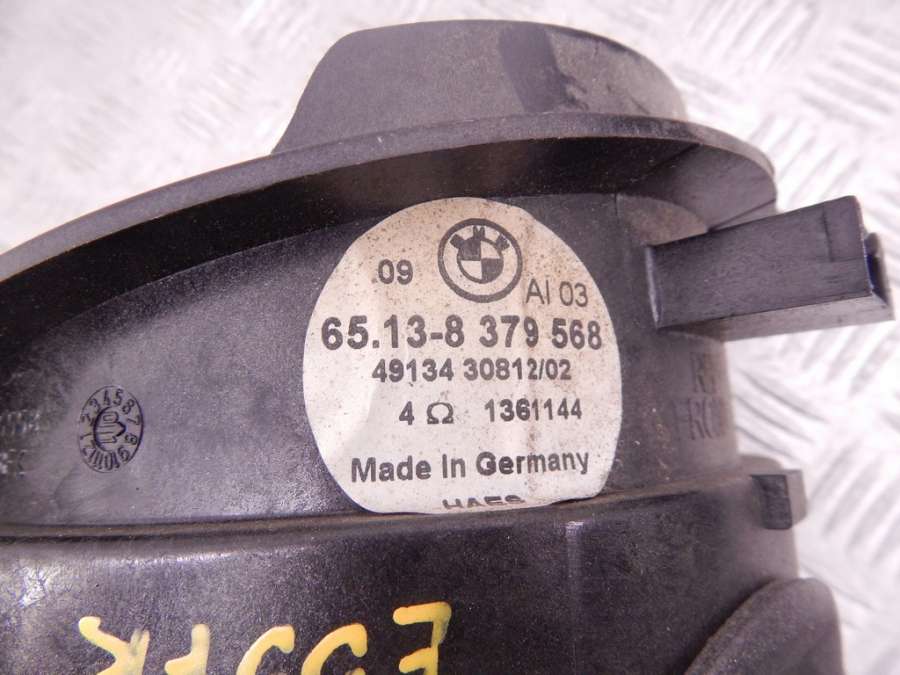 .09
AI 03
65.13-8 379 568
49134 30812/02
4 Ω 1361144
Made In Germany